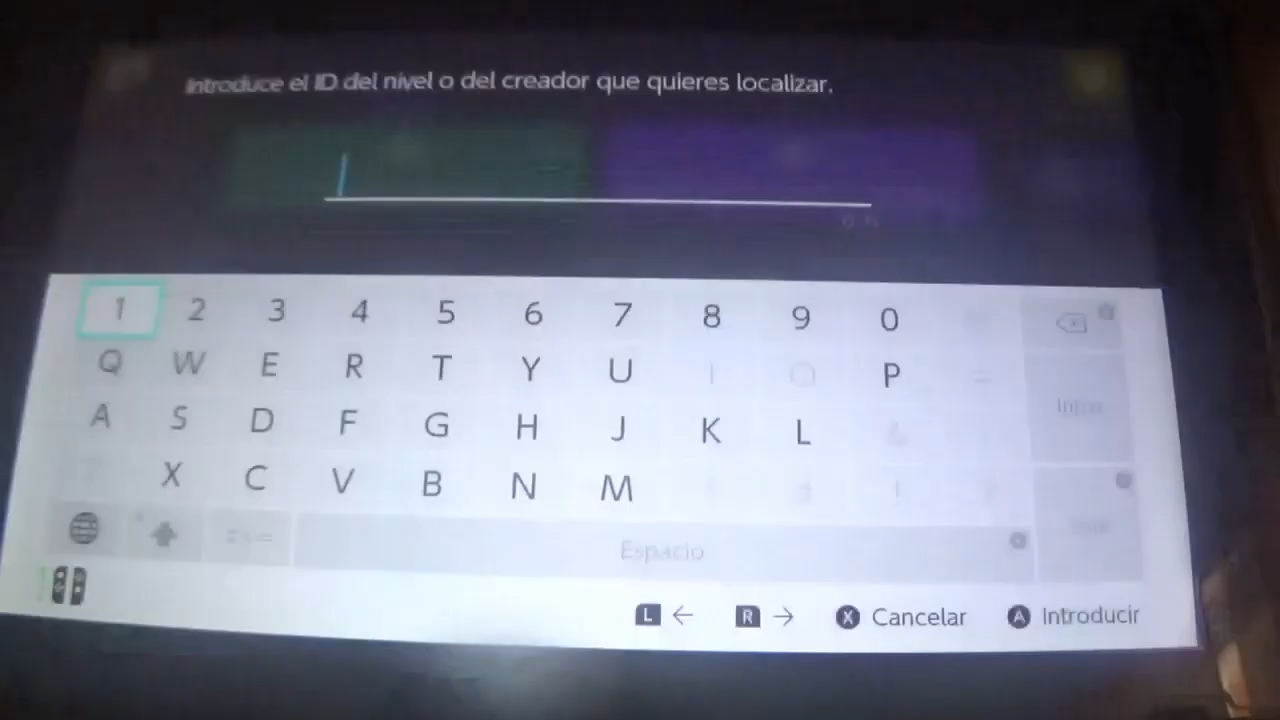 Introduce el ID del nivel o del creador que quieres localizar.
1 2 3 4 5 6 7 8 9 0
Q W E R T Y U I O P
A S D F G H J K L
X C V B N M
Espacio
L ← R → X Cancelar A Introducir